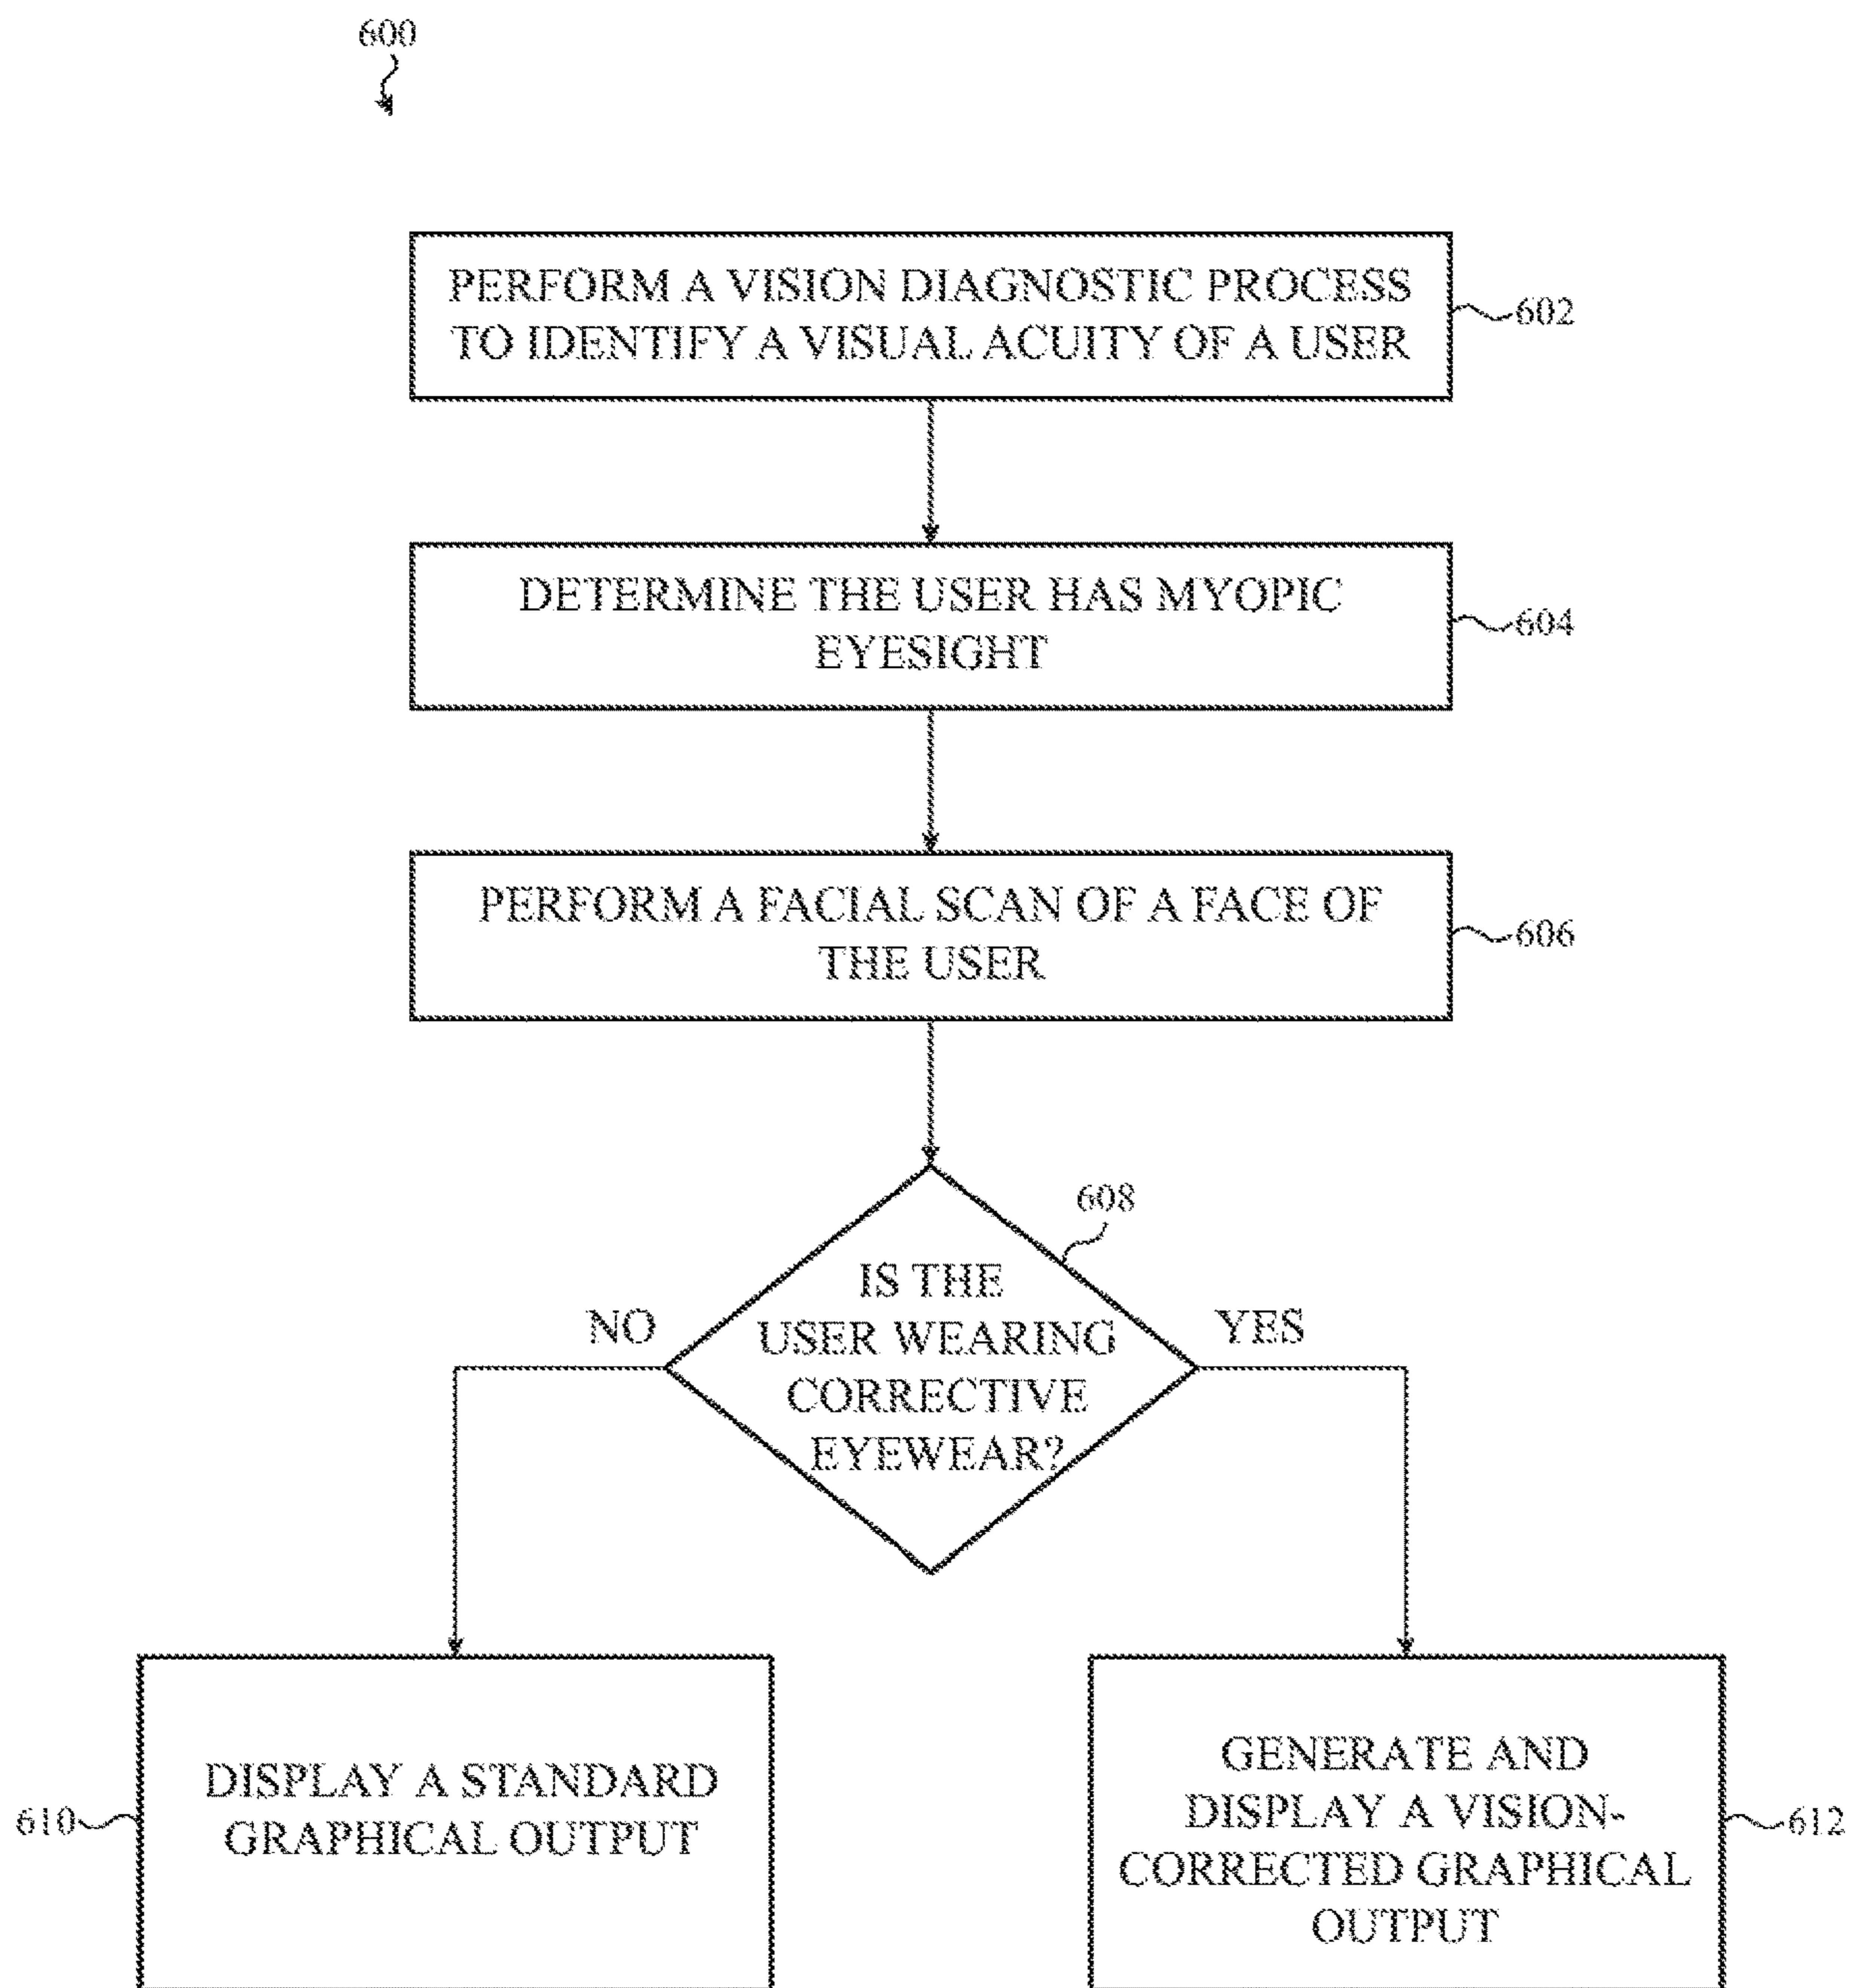 600
PERFORM A VISION DIAGNOSTIC PROCESS
TO IDENTIFY A VISUAL ACUITY OF A USER
602
DETERMINE THE USER HAS MYOPIC
EYESIGHT
604
PERFORM A FACIAL SCAN OF A FACE OF
THE USER
606
608
IS THE
USER WEARING
CORRECTIVE
EYEWEAR?
NO
YES
DISPLAY A STANDARD
GRAPHICAL OUTPUT
610
GENERATE AND
DISPLAY A VISION-
CORRECTED GRAPHICAL
OUTPUT
612